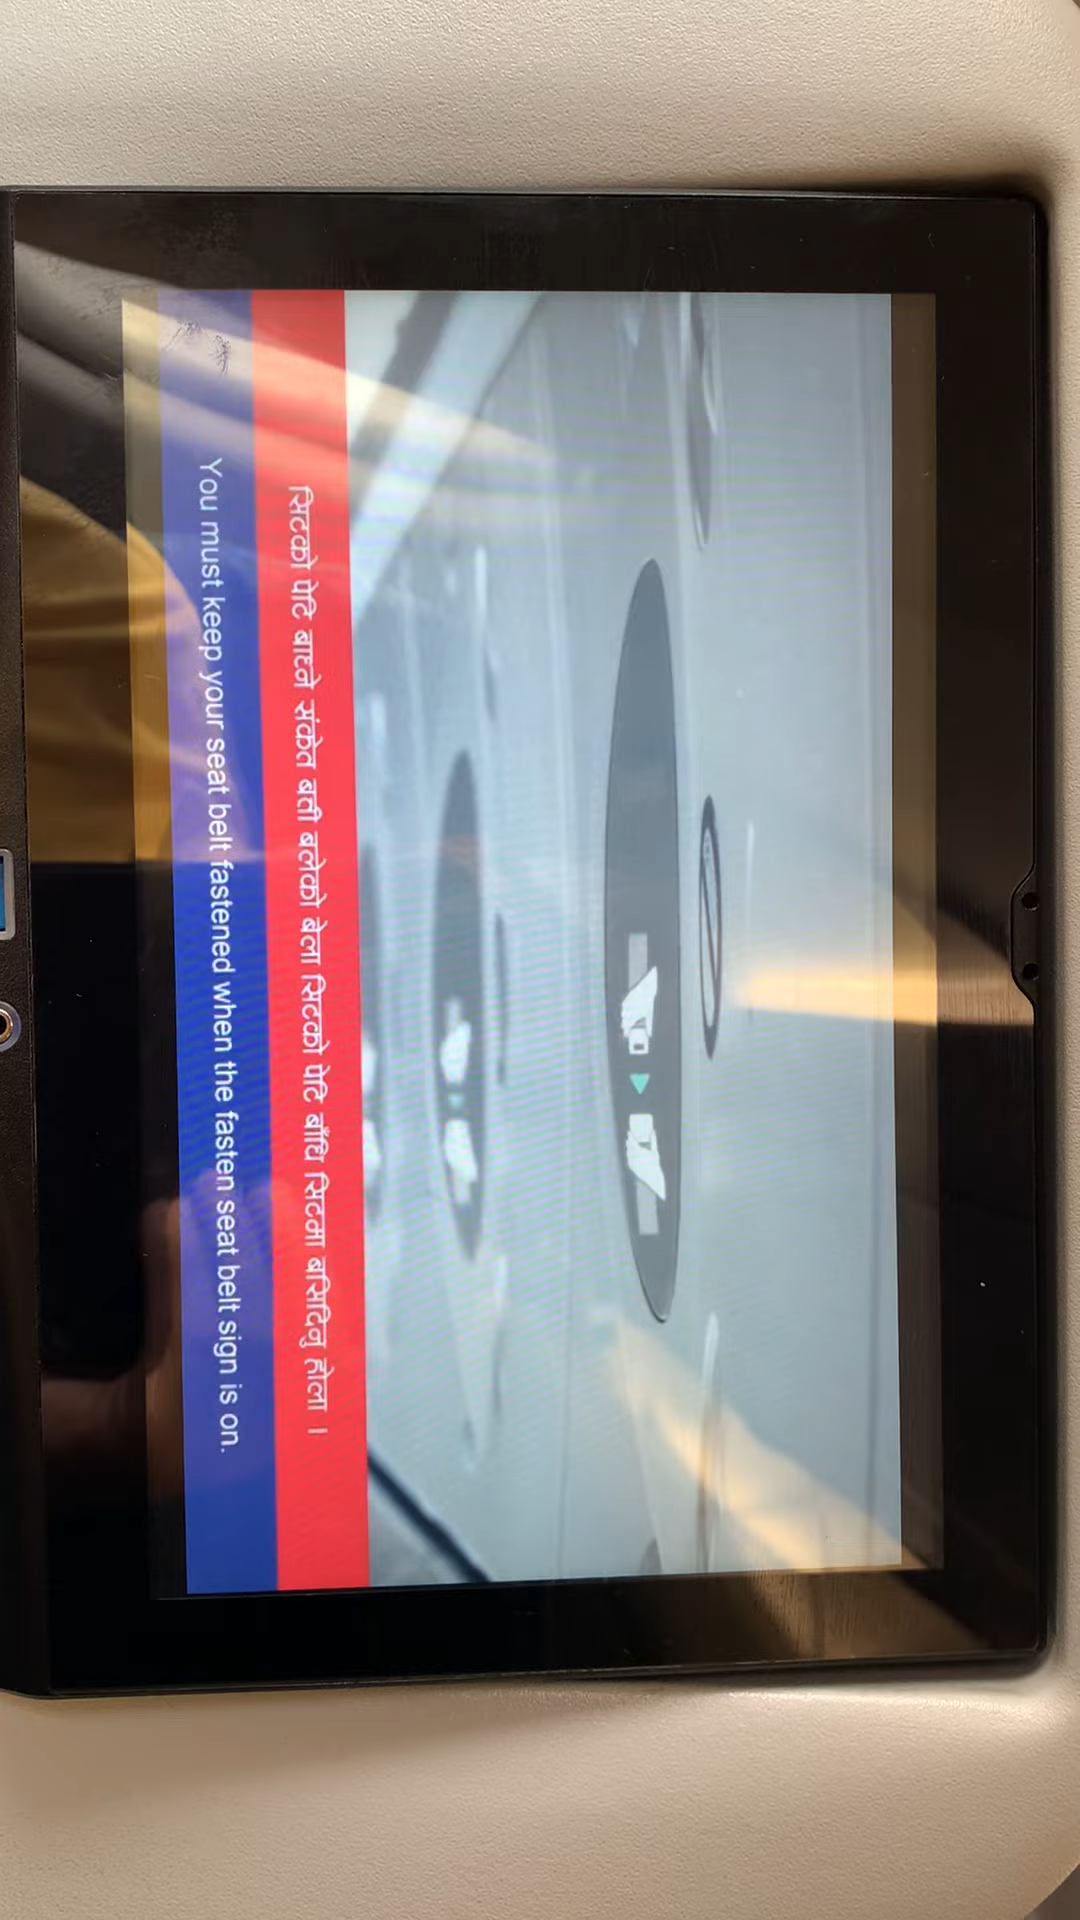 सिटको पेटि बाध्ने संकेत बती बलेको बेला सिटको पेटि बाँधि सिटमा बसिदिनु होला ।
You must keep your seat belt fastened when the fasten seat belt sign is on.